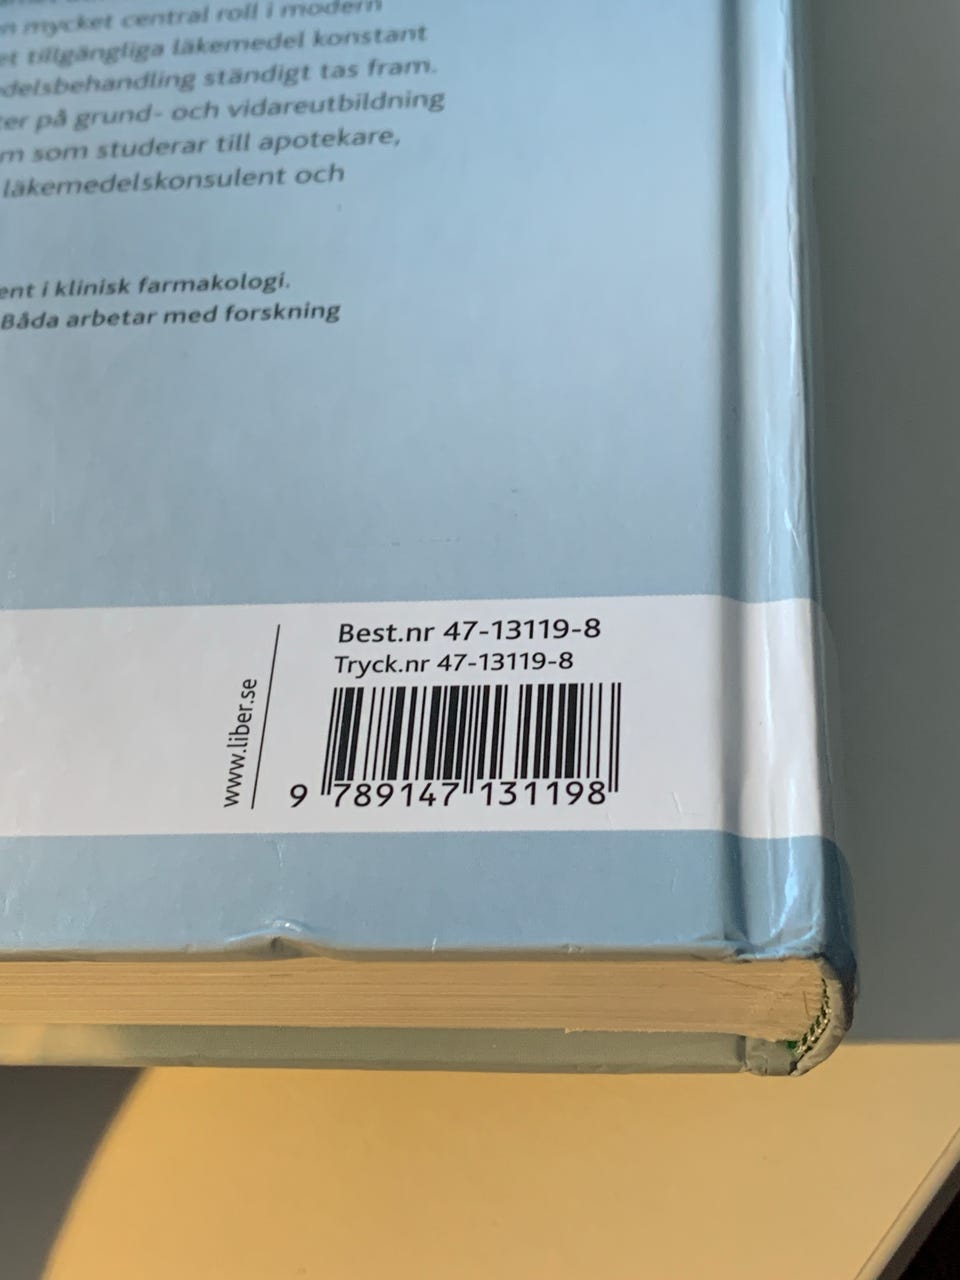 mycket central roll i modern
tillgängliga läkemedel konstant
delsbehandling ständigt tas fram.
er på grund- och vidareutbildning
m som studerar till apotekare,
läkemedelskonsulent och
ent i klinisk farmakologi.
Båda arbetar med forskning
Best.nr 47-13119-8
Tryck.nr 47-13119-8
www.liber.se
9 789147 131198